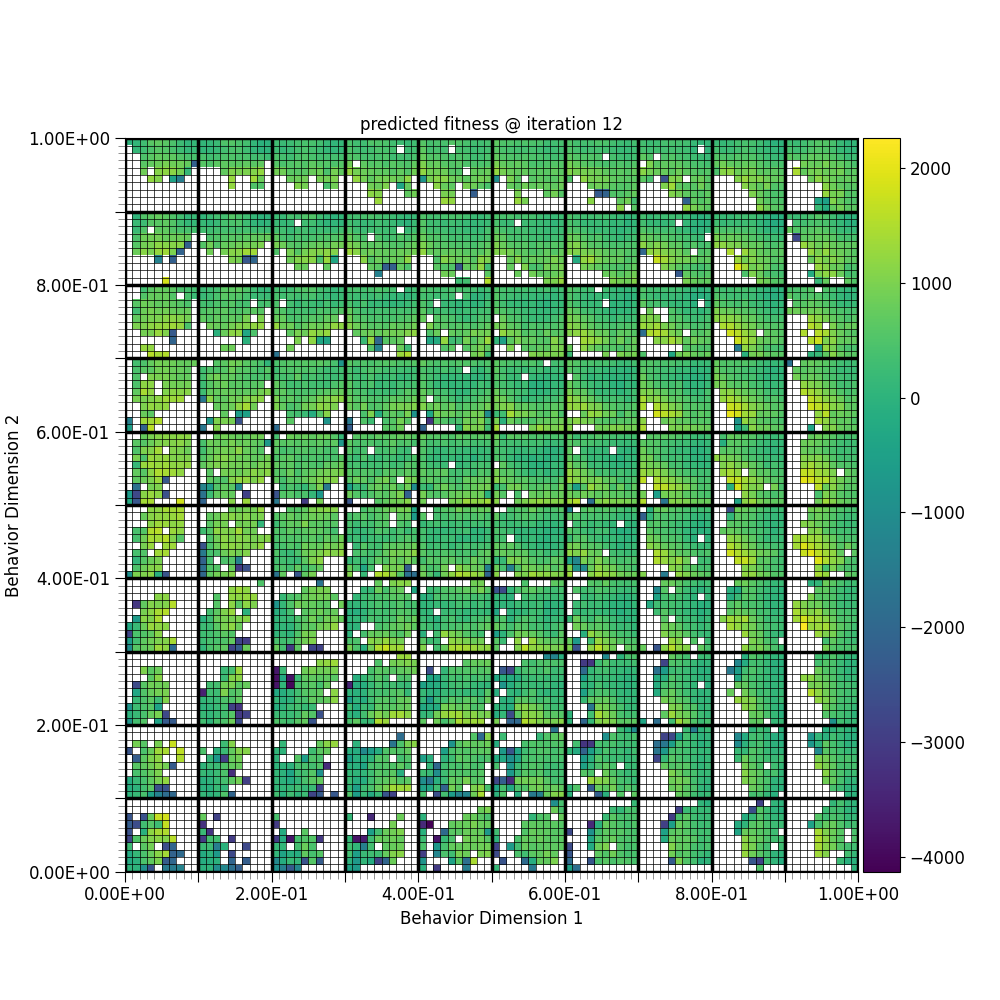 predicted fitness @ iteration 12
1.00E+00
8.00E-01
6.00E-01
4.00E-01
2.00E-01
0.00E+00
Behavior Dimension 2
0.00E+00 2.00E-01 4.00E-01 6.00E-01 8.00E-01 1.00E+00
Behavior Dimension 1
2000
1000
0
−1000
−2000
−3000
−4000